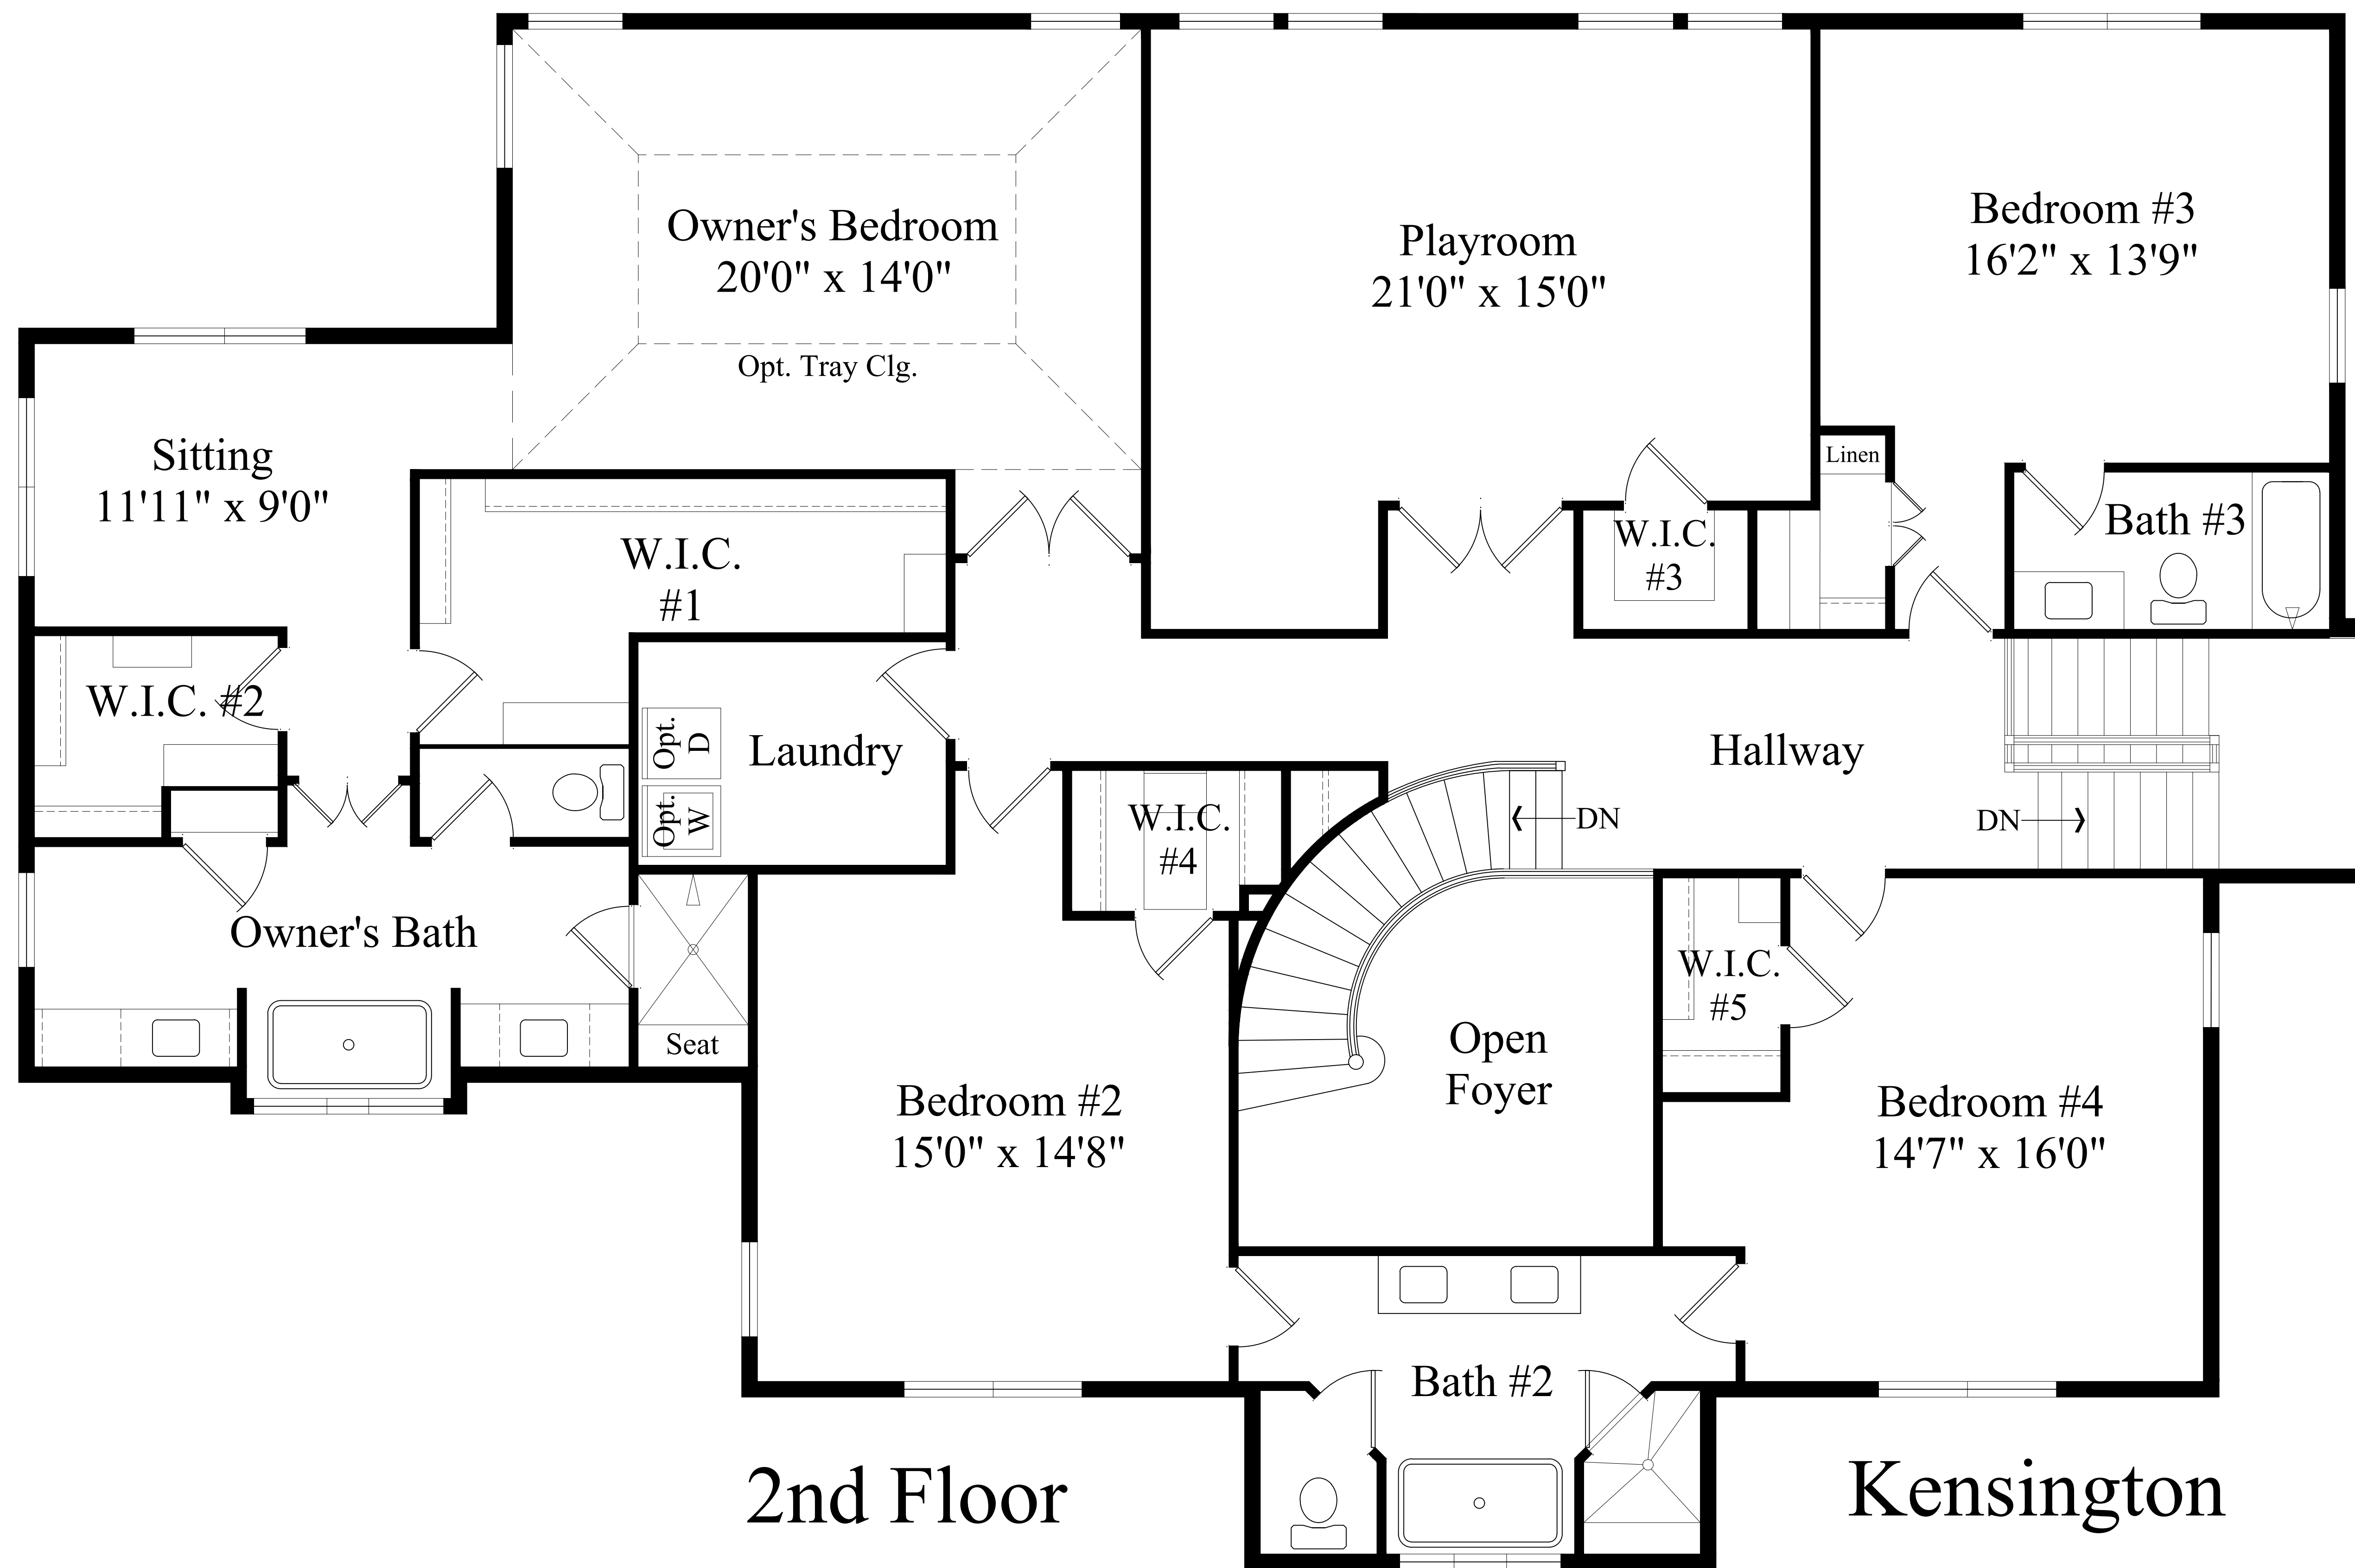 Owner's Bedroom
20'0" x 14'0"
Opt. Tray Clg.
Playroom
21'0" x 15'0"
Bedroom #3
16'2" x 13'9"
Sitting
11'11" x 9'0"
W.I.C.
#1
W.I.C.
#3
Linen
Bath #3
W.I.C. #2
Opt.
D
Opt.
W
Laundry
Hallway
W.I.C.
#4
DN
DN
Owner's Bath
Seat
W.I.C.
#5
Open
Foyer
Bedroom #2
15'0" x 14'8"
Bedroom #4
14'7" x 16'0"
Bath #2
2nd Floor
Kensington